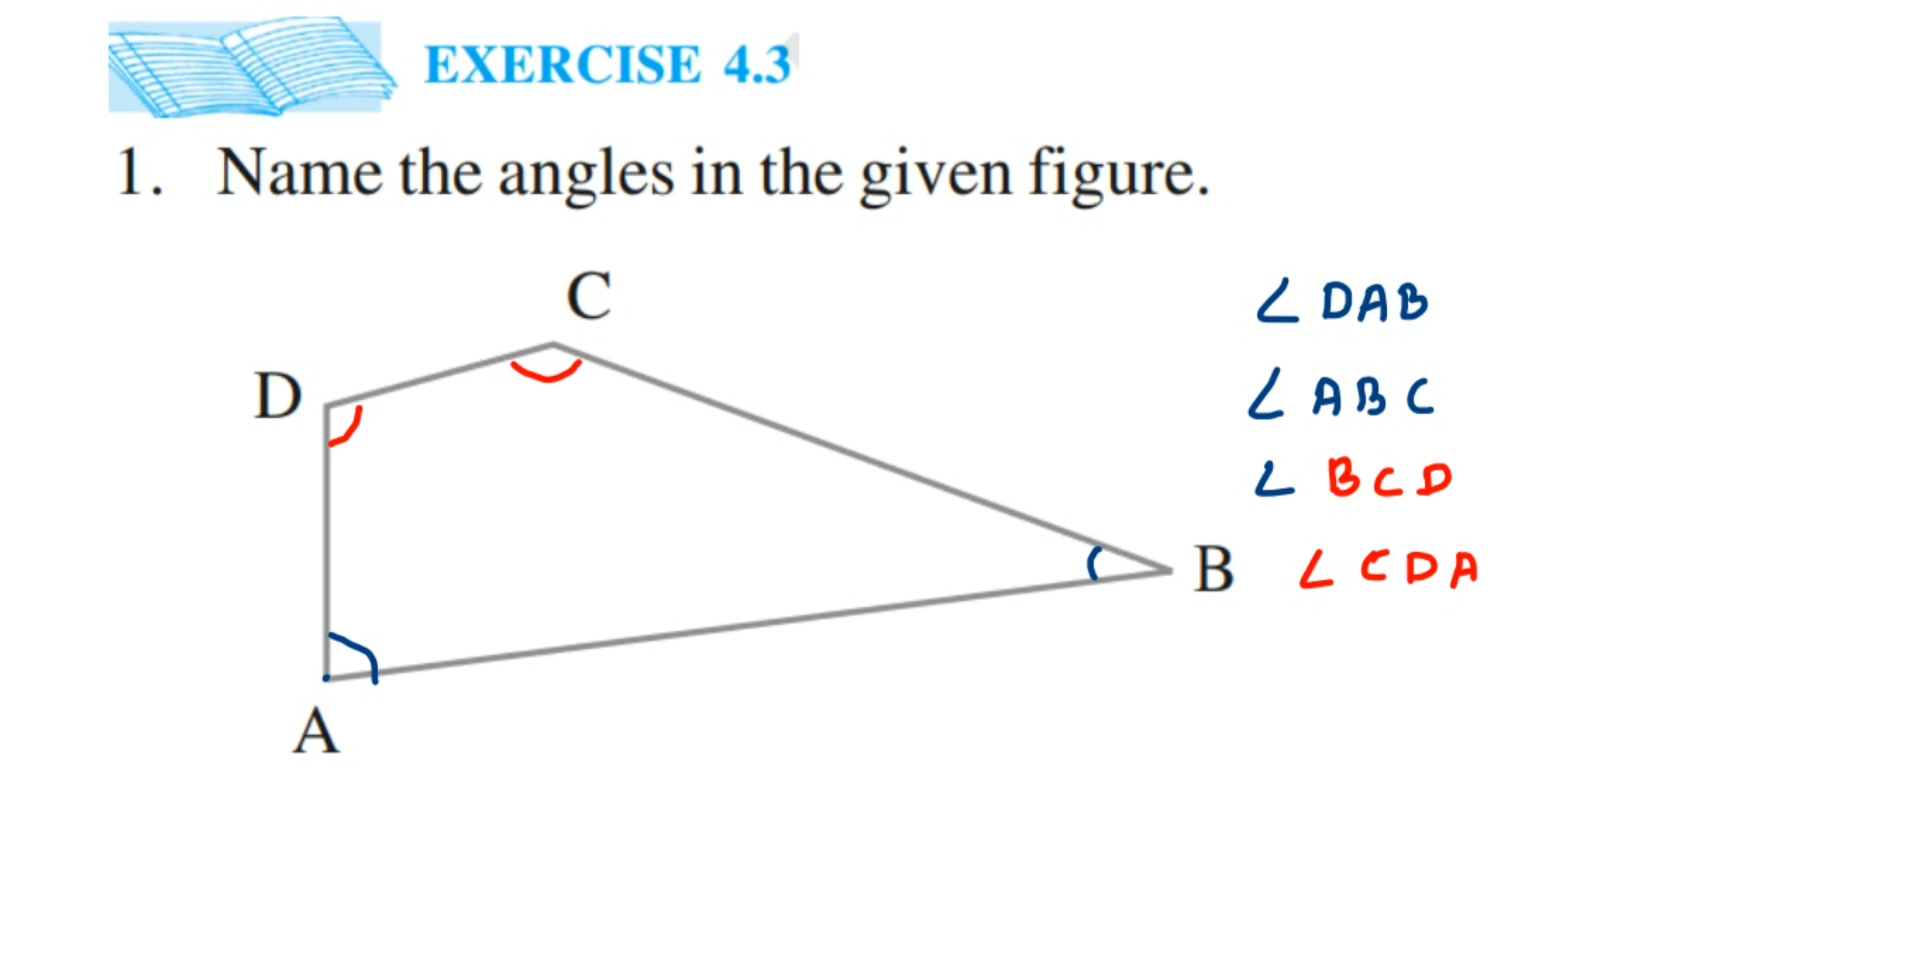 EXERCISE 4.3
1. Name the angles in the given figure.
C
∠ DAB
D
∠ ABC
∠ BCD
B ∠ CDA
A